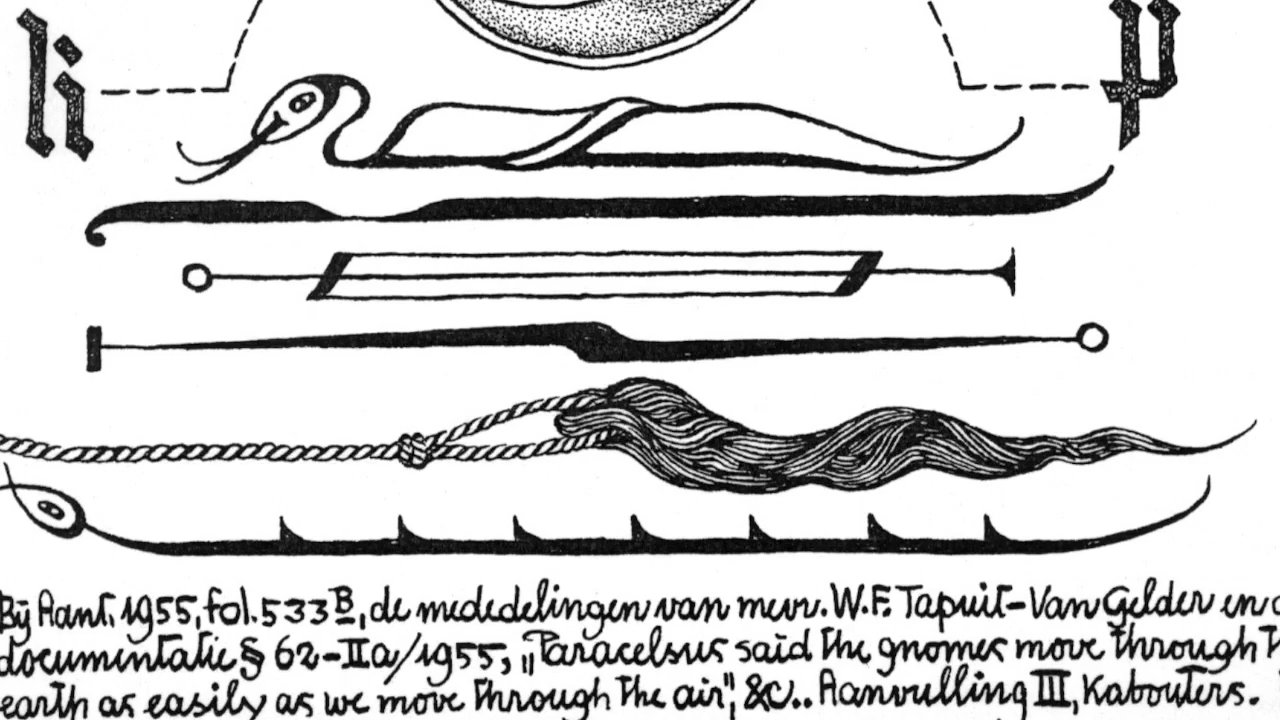 li p
Bÿ Aant. 1955, fol. 533B, de mededelingen van mevr. W.F. Tapuit-Van Gelder en
documentatie § 62-IIa/1955, „Paracelsus said the gnomes move through
earth as easily as we move through the air", &c.. Aanvulling III, Kabouters.